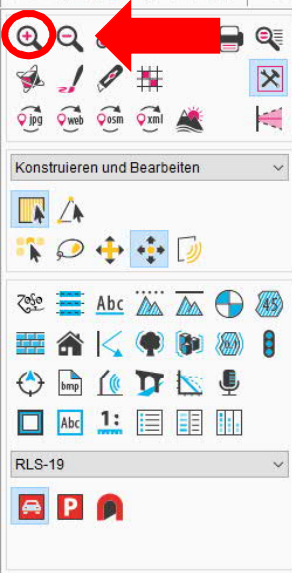 jpg web osm xml
Konstruieren und Bearbeiten
Abc 45
bmp
Abc 1:
RLS-19
P